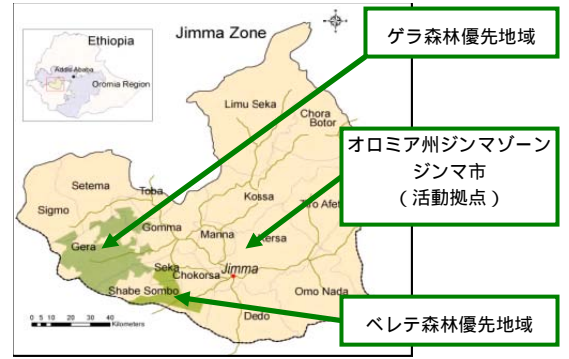 Ethiopia
Addis Ababa
Oromia Region
Jimma Zone
ゲラ森林優先地域
Limu Seka
Chora
Botor
オロミア州ジンマゾーン
ジンマ市
(活動拠点)
Setema
Toba
Sigmo
Kossa
Gomma
Manna
Gera
Seka
Chokorsa
Jimma
Shabe Sombo
Omo Nada
Dedo
ベレテ森林優先地域
0 5 10 20 30 40
Kilometers